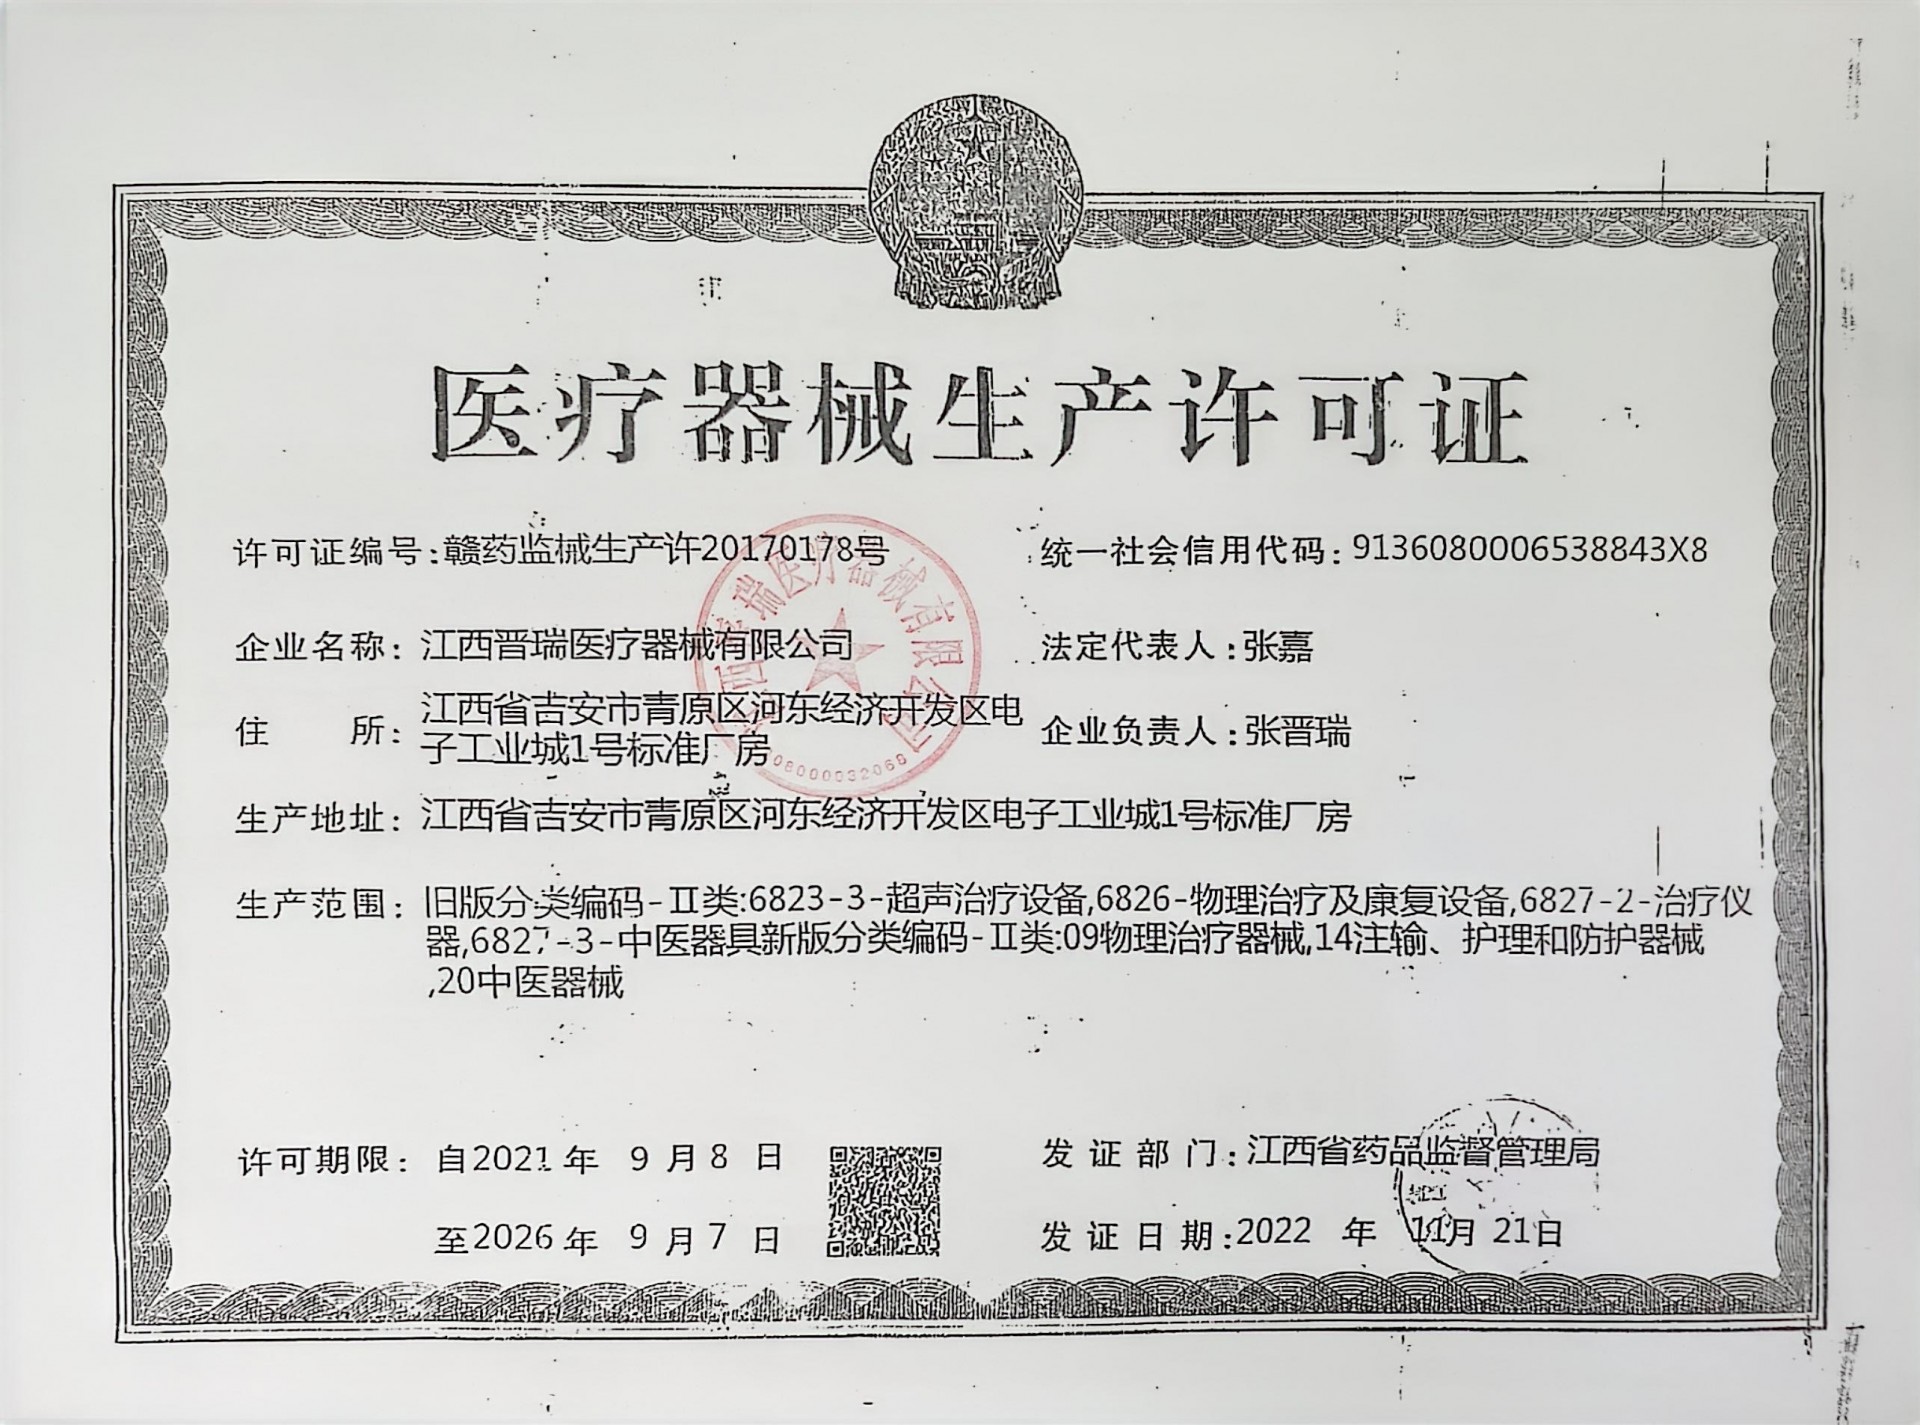 医疗器械生产许可证
许可证编号:赣药监械生产许20170178号
统一社会信用代码:9136080006538843X8
企业名称:江西晋瑞医疗器械有限公司
法定代表人:张嘉
住 所:江西省吉安市青原区河东经济开发区电
子工业城1号标准厂房
企业负责人:张晋瑞
生产地址:江西省吉安市青原区河东经济开发区电子工业城1号标准厂房
生产范围:旧版分类编码-Ⅱ类:6823-3-超声治疗设备,6826-物理治疗及康复设备,6827-2-治疗仪
器,6827-3-中医器具新版分类编码-Ⅱ类:09物理治疗器械,14注输、护理和防护器械
,20中医器械
许可期限:自2021年 9 月 8 日
至2026年 9 月 7 日
发证部门:江西省药品监督管理局
发证日期:2022 年 11月 21日
江西晋瑞医疗器械有限公司